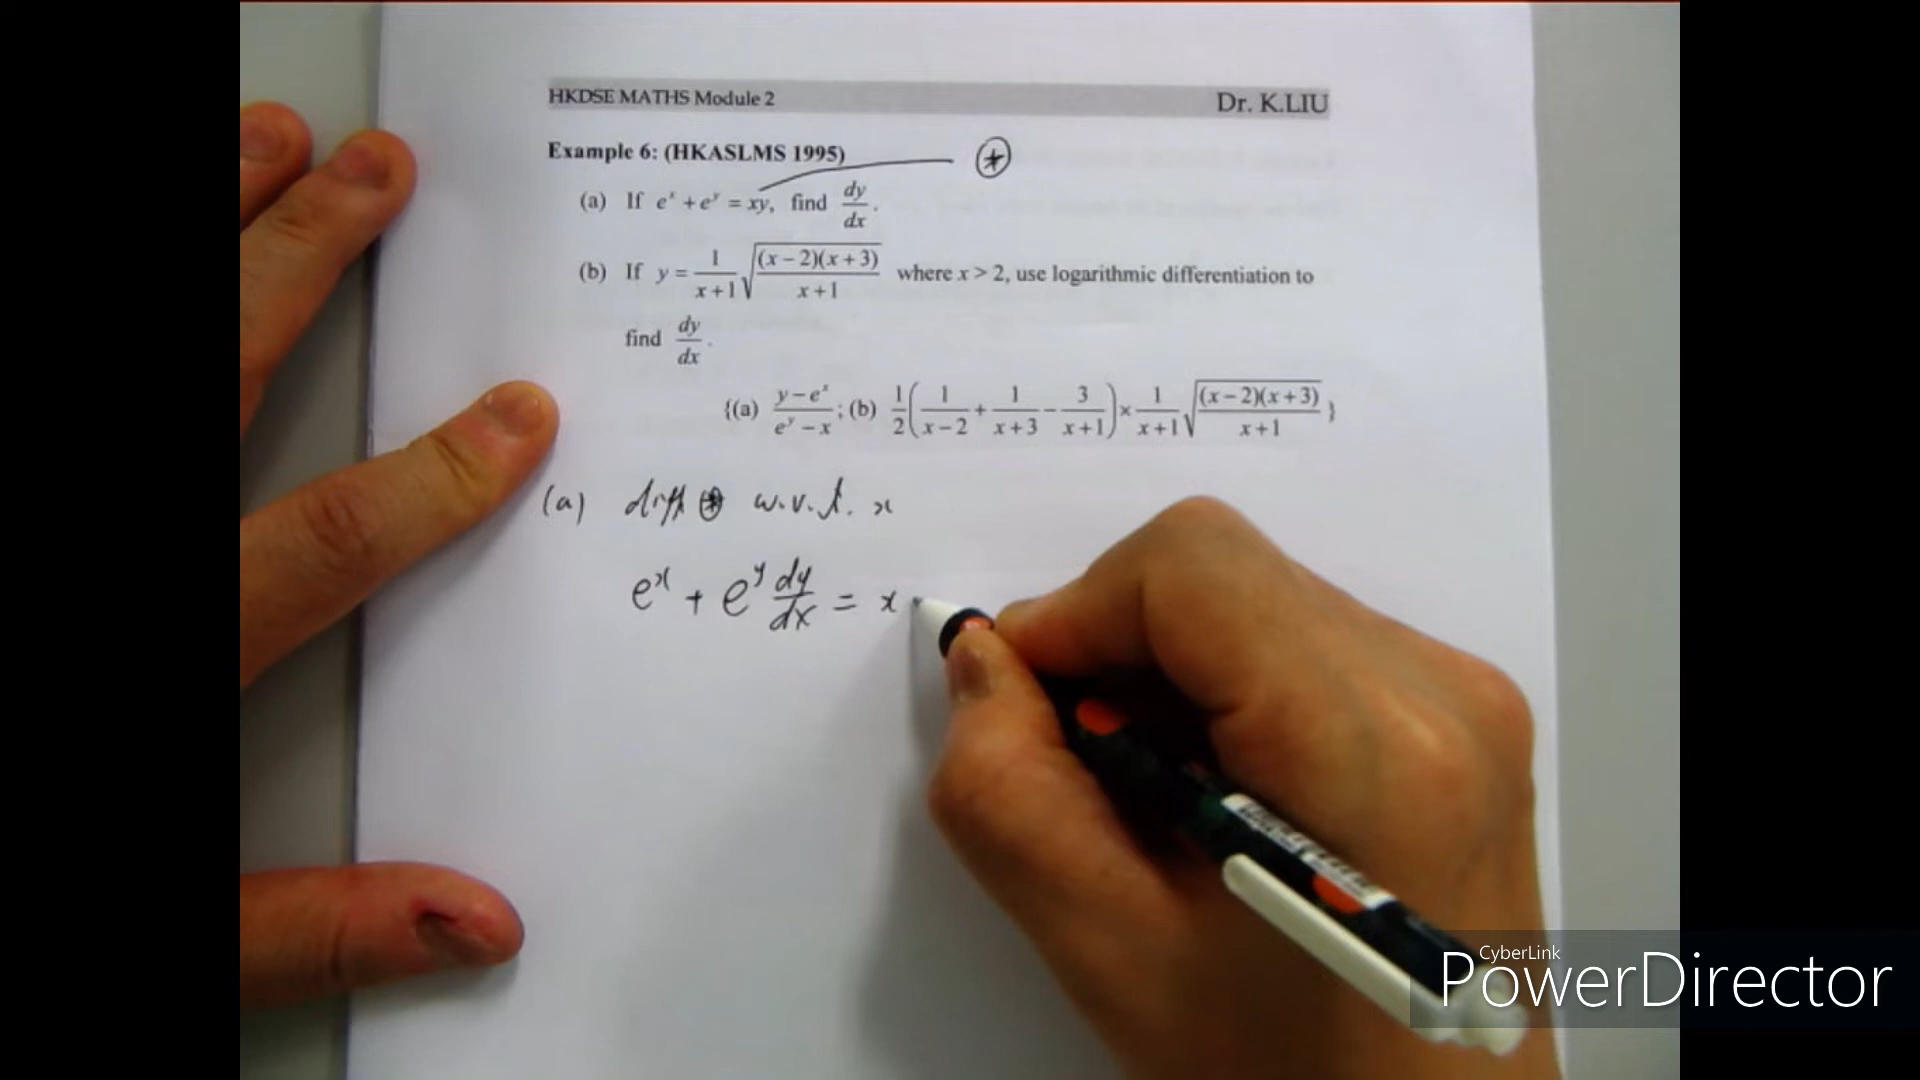 HKDSE MATHS Module 2 Dr. K.LIU
Example 6: (HKASLMS 1995) ⊛
(a) If e^x + e^y = xy, find dy/dx.
(b) If y = 1/(x+1) √((x−2)(x+3)/(x+1)) where x > 2, use logarithmic differentiation to
find dy/dx.
{(a) (y−e^x)/(e^y−x); (b) 1/2(1/(x−2) + 1/(x+3) − 3/(x+1)) × 1/(x+1) √((x−2)(x+3)/(x+1)) }
(a) diff ⊛ w.r.t. x
e^x + e^y dy/dx = x
CyberLink
PowerDirector